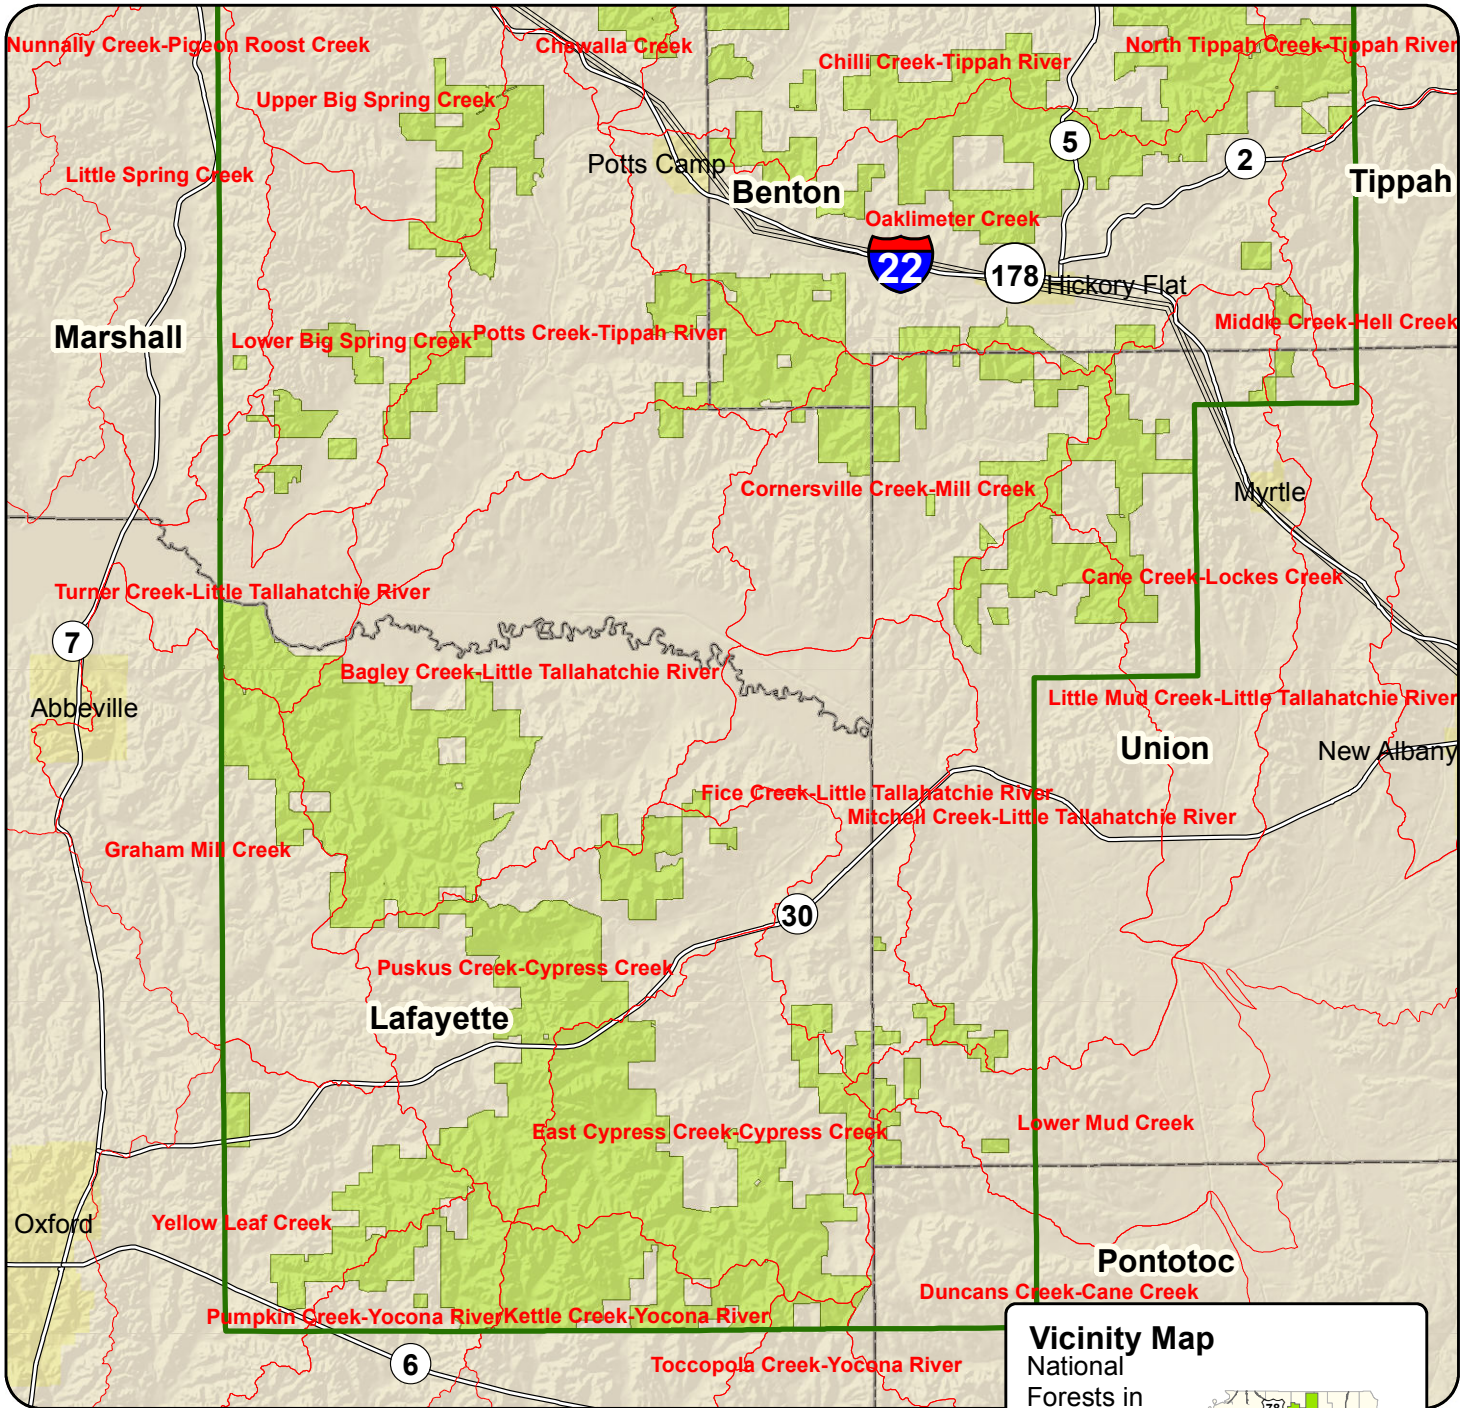 Nunnally Creek-Pigeon Roost Creek
Chewalla Creek
North Tippah Creek-Tippah River
Chilli Creek-Tippah River
Upper Big Spring Creek
5
2
Potts Camp
Little Spring Creek
Benton
Tippah
Oaklimeter Creek
22
178
Hickory Flat
Marshall
Lower Big Spring Creek
Potts Creek-Tippah River
Middle Creek-Hell Creek
Cornersville Creek-Mill Creek
Myrtle
Cane Creek-Lockes Creek
Turner Creek-Little Tallahatchie River
7
Bagley Creek-Little Tallahatchie River
Abbeville
Little Mud Creek-Little Tallahatchie River
Union
New Albany
Fice Creek-Little Tallahatchie River
Mitchell Creek-Little Tallahatchie River
Graham Mill Creek
30
Puskus Creek-Cypress Creek
Lafayette
Lower Mud Creek
East Cypress Creek-Cypress Creek
Oxford
Yellow Leaf Creek
Pontotoc
Duncans Creek-Cane Creek
Pumpkin Creek-Yocona River
Kettle Creek-Yocona River
6
Toccopola Creek-Yocona River
Vicinity Map
National
Forests in
78